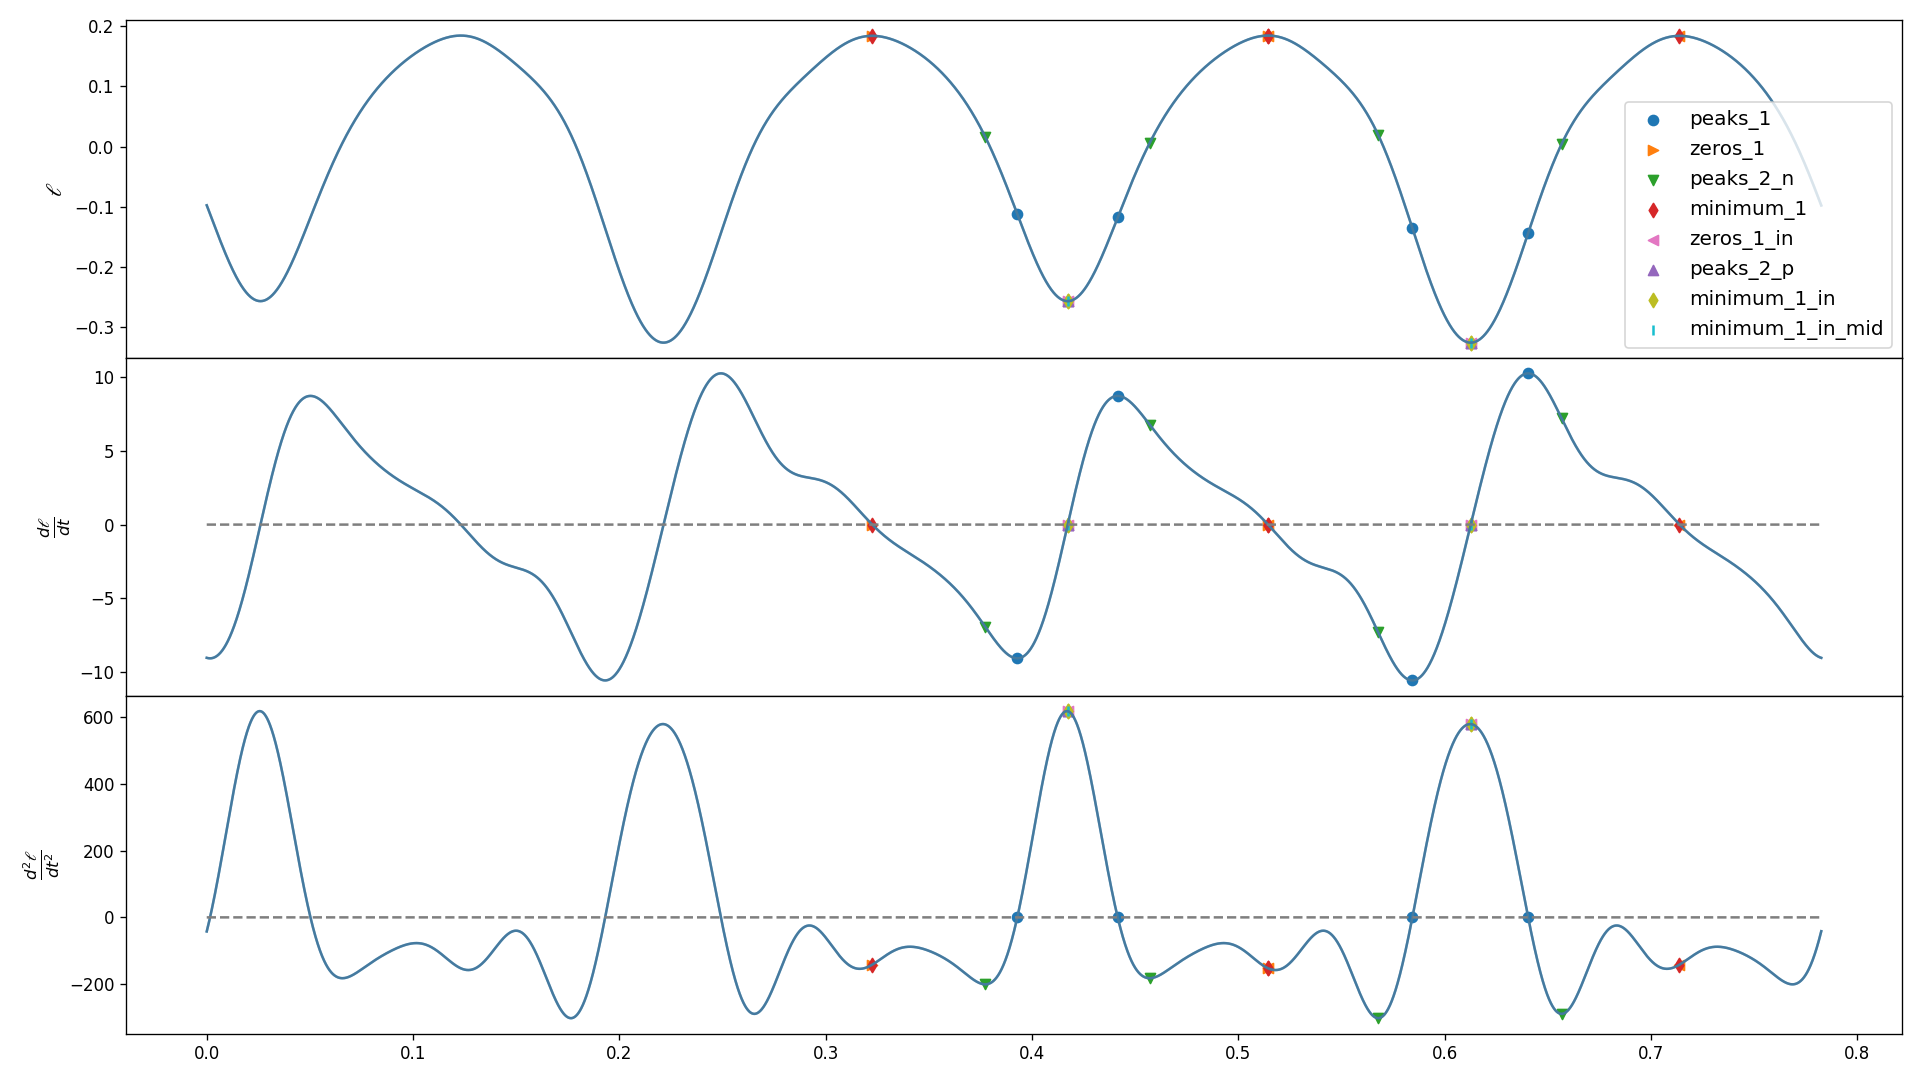 0.2
0.1
0.0
−0.1
−0.2
−0.3
ℓ
peaks_1
zeros_1
peaks_2_n
minimum_1
zeros_1_in
peaks_2_p
minimum_1_in
minimum_1_in_mid
10
5
0
−5
−10
dℓ
dt
600
400
200
0
−200
d²ℓ
dt²
0.0 0.1 0.2 0.3 0.4 0.5 0.6 0.7 0.8